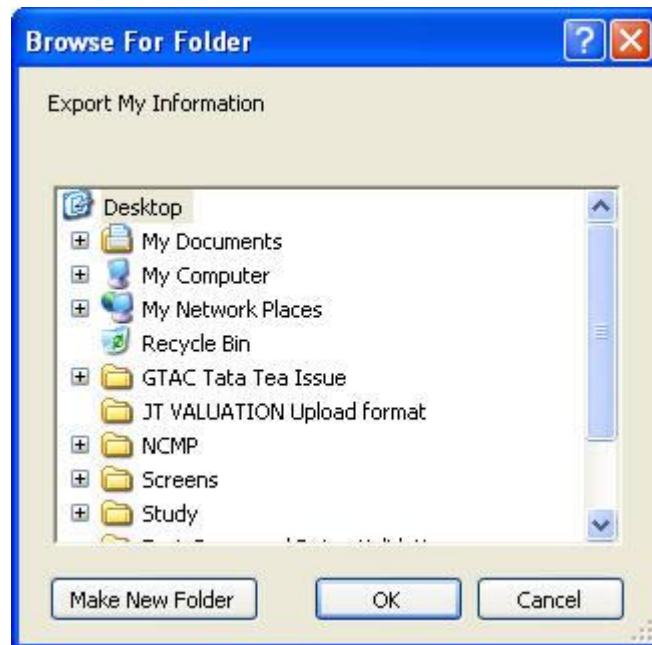 Browse For Folder
Export My Information
Desktop
My Documents
My Computer
My Network Places
Recycle Bin
GTAC Tata Tea Issue
JT VALUATION Upload format
NCMP
Screens
Study
Make New Folder
OK
Cancel